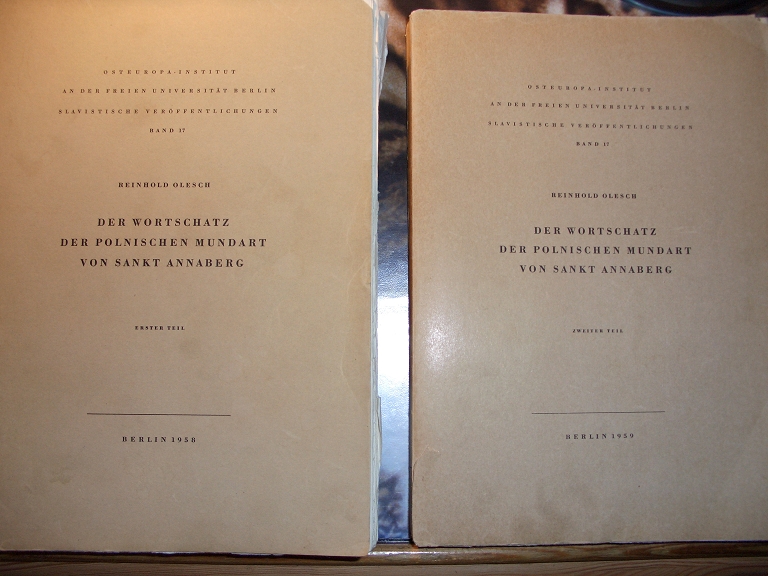 OSTEUROPA-INSTITUT
AN DER FREIEN UNIVERSITÄT BERLIN
SLAVISTISCHE VERÖFFENTLICHUNGEN
BAND 17
REINHOLD OLESCH
DER WORTSCHATZ
DER POLNISCHEN MUNDART
VON SANKT ANNABERG
ERSTER TEIL
BERLIN 1958
OSTEUROPA-INSTITUT
AN DER FREIEN UNIVERSITÄT BERLIN
SLAVISTISCHE VERÖFFENTLICHUNGEN
BAND 17
REINHOLD OLESCH
DER WORTSCHATZ
DER POLNISCHEN MUNDART
VON SANKT ANNABERG
ZWEITER TEIL
BERLIN 1959